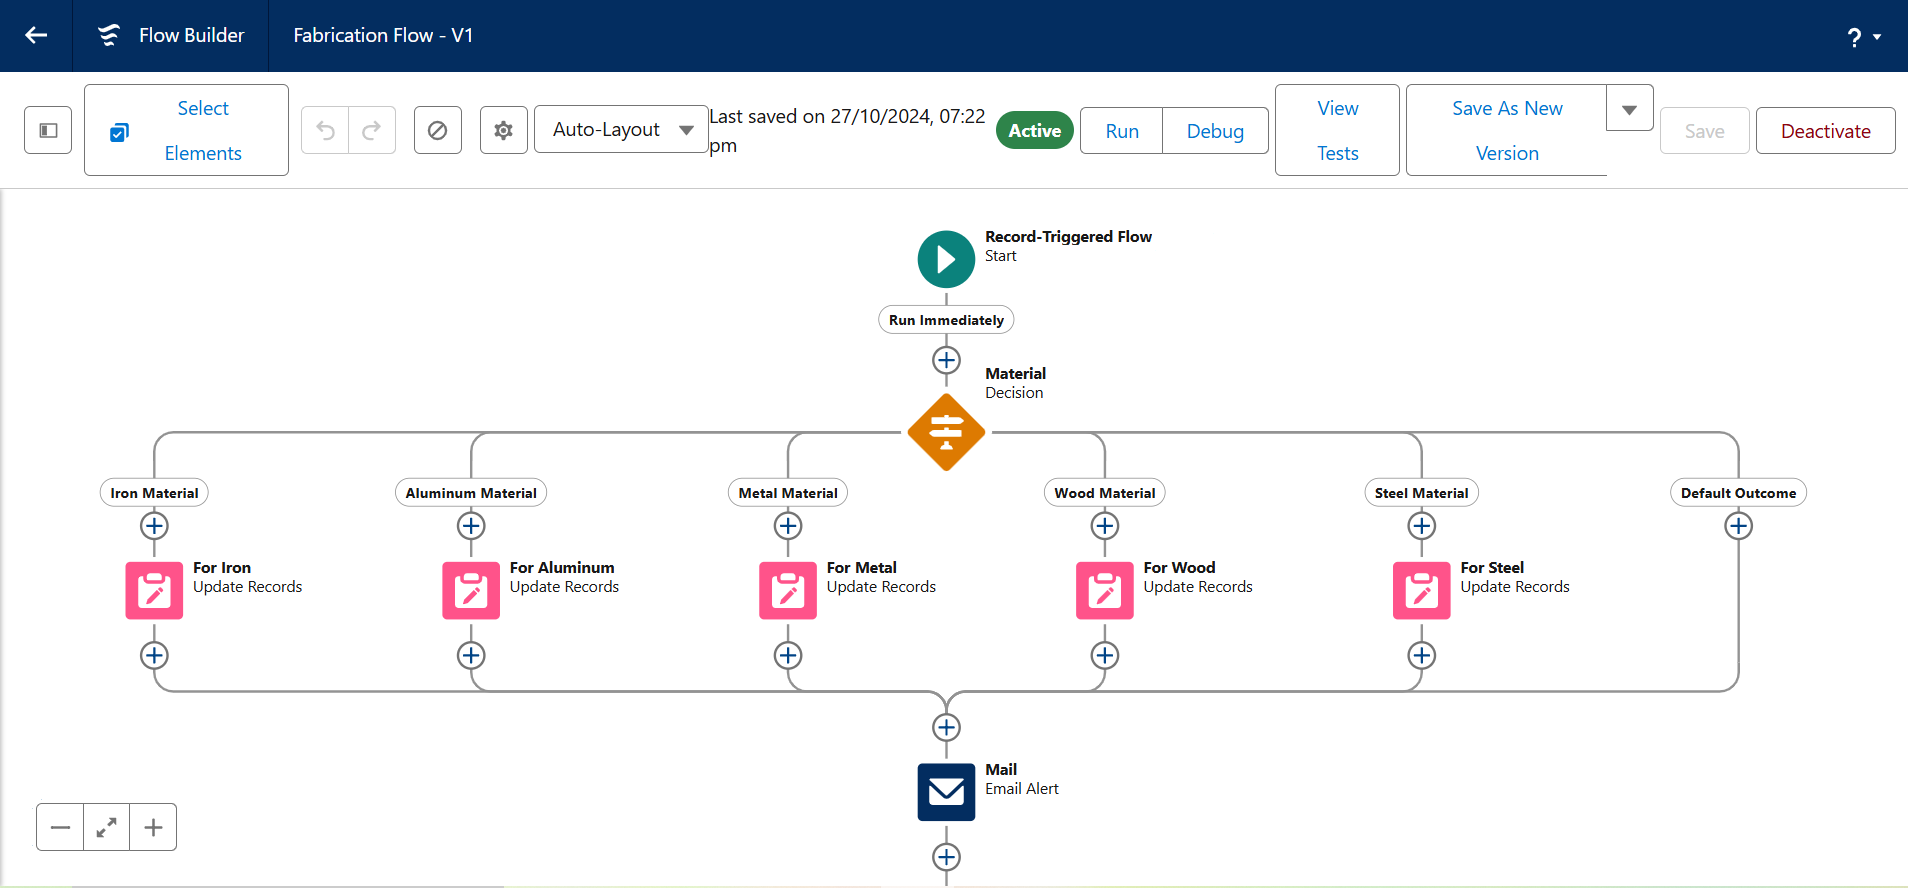 Flow Builder
Fabrication Flow - V1
?
Select
Elements
Auto-Layout
Last saved on 27/10/2024, 07:22
pm
Active
Run
Debug
View
Tests
Save As New
Version
Save
Deactivate
Record-Triggered Flow
Start
Run Immediately
Material
Decision
Iron Material
Aluminum Material
Metal Material
Wood Material
Steel Material
Default Outcome
For Iron
Update Records
For Aluminum
Update Records
For Metal
Update Records
For Wood
Update Records
For Steel
Update Records
Mail
Email Alert